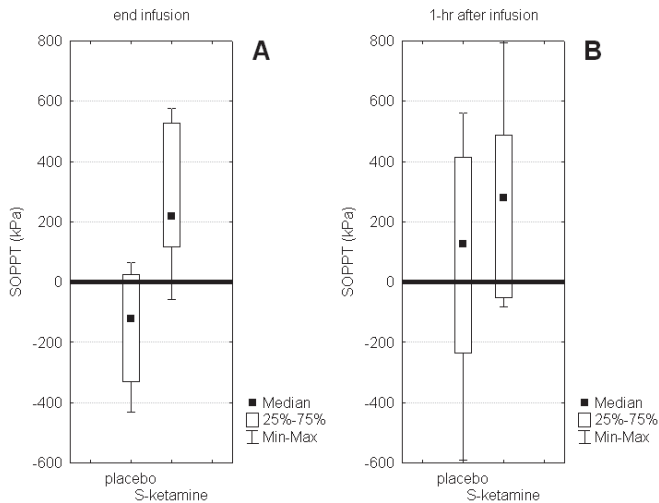 end infusion
A
SOPPT (kPa)
800
600
400
200
0
-200
-400
-600
placebo
S-ketamine
Median
25%-75%
Min-Max
1-hr after infusion
B
SOPPT (kPa)
800
600
400
200
0
-200
-400
-600
placebo
S-ketamine
Median
25%-75%
Min-Max